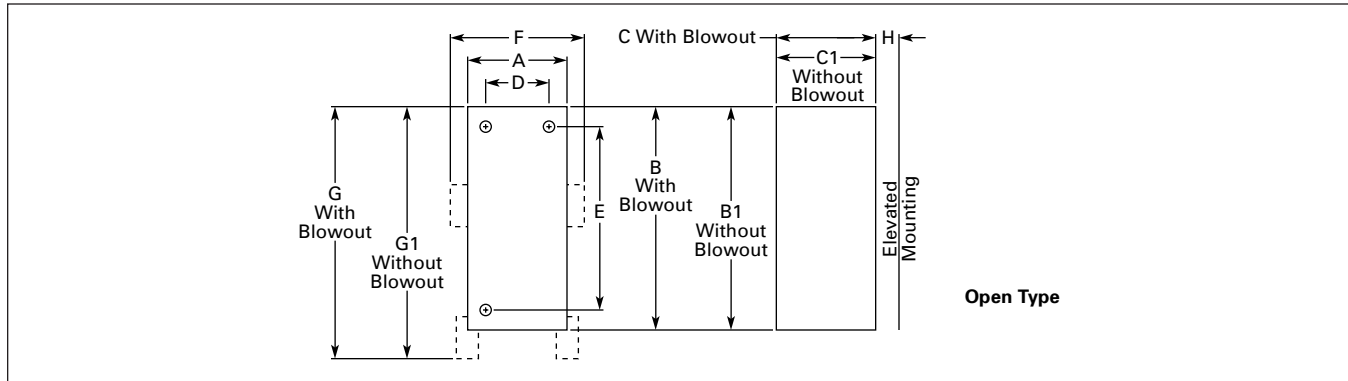 F
C With Blowout
H
A
C1
Without
Blowout
D
G
With
Blowout
G1
Without
Blowout
E
B
With
Blowout
B1
Without
Blowout
Elevated
Mounting
Open Type